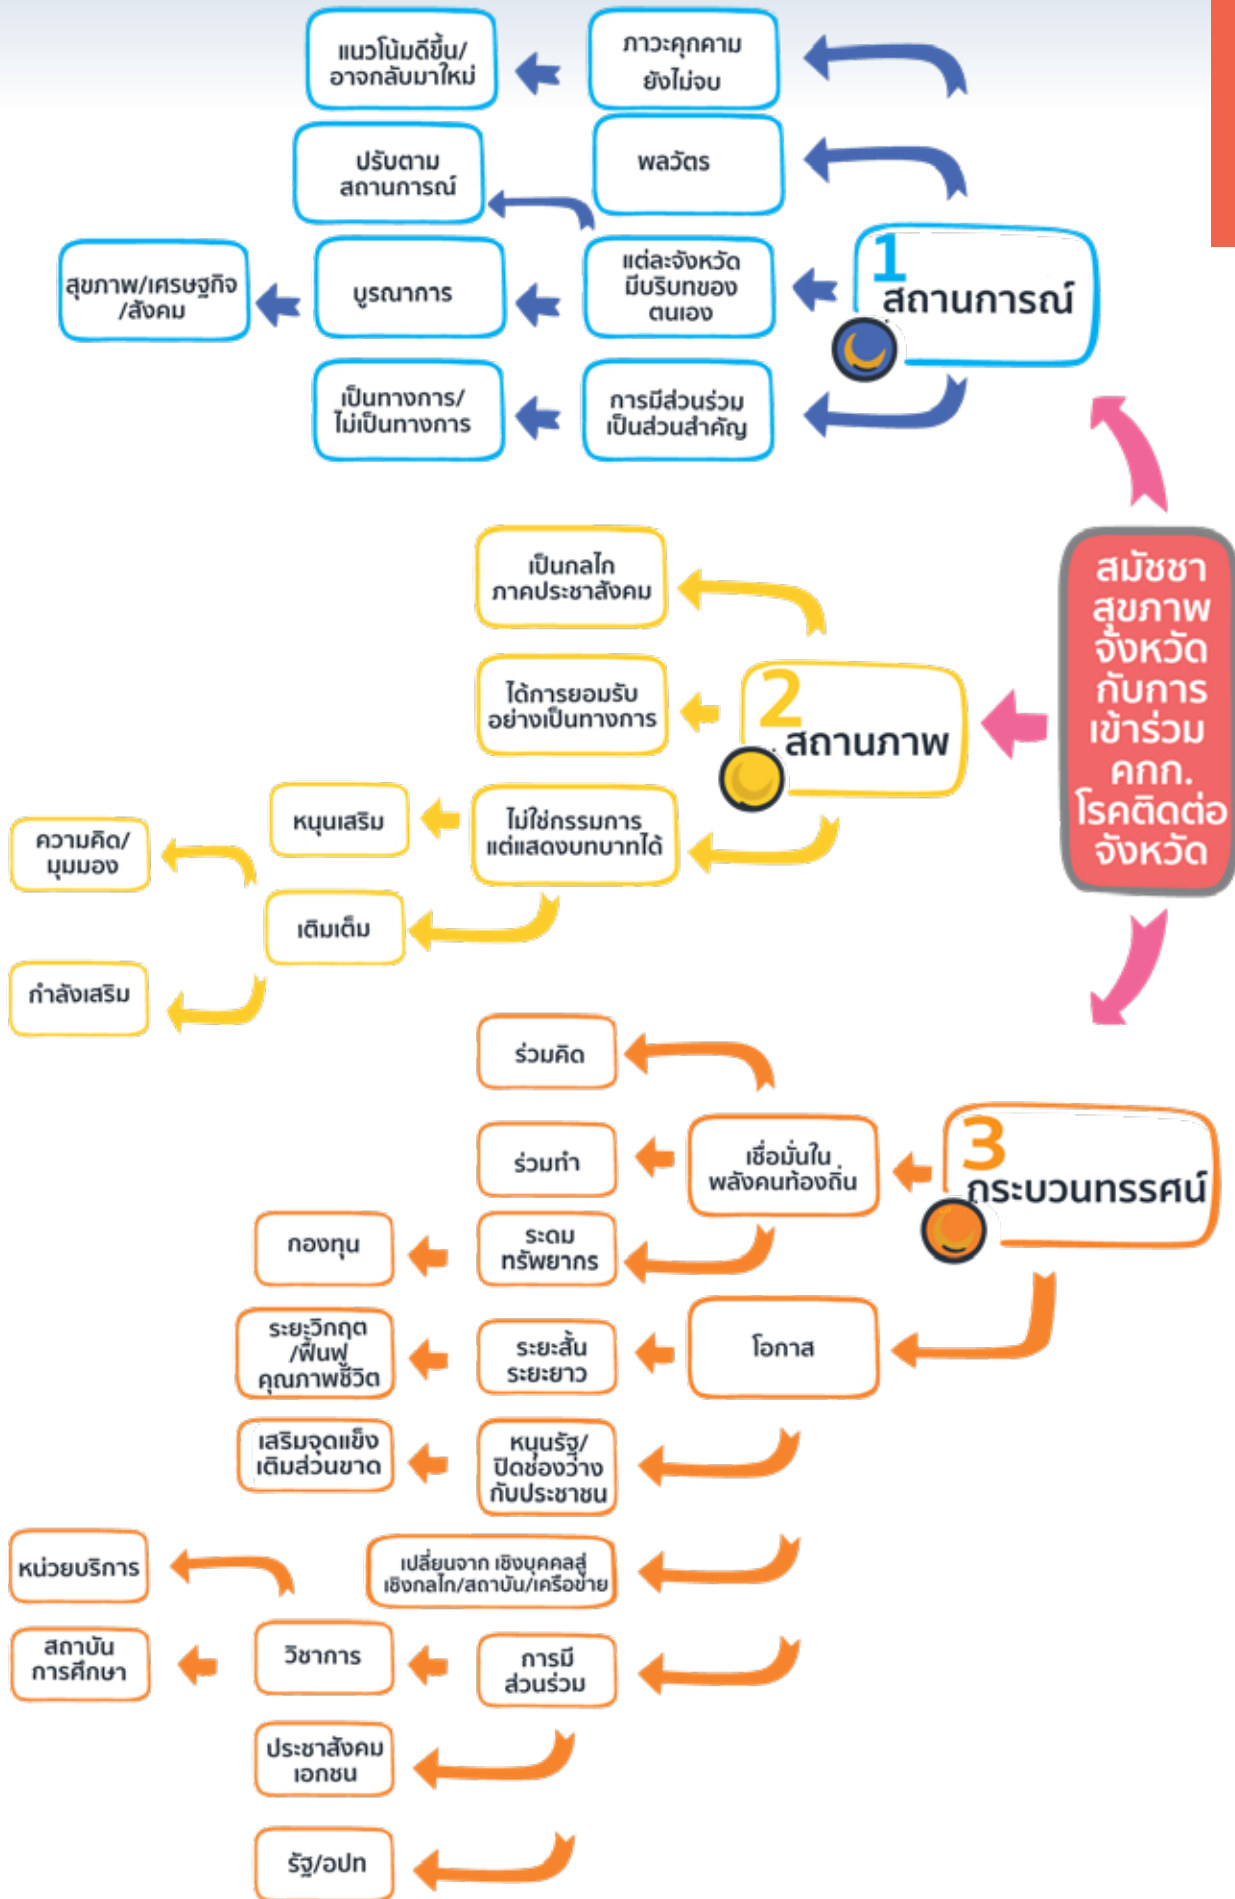 แนวโน้มดีขึ้น/
อาจกลับมาใหม่
ภาวะคุกคาม
ยังไม่จบ
ปรับตาม
สถานการณ์
พลวัตร
สุขภาพ/เศรษฐกิจ
/สังคม
บูรณาการ
แต่ละจังหวัด
มีบริบทของ
ตนเอง
1
สถานการณ์
เป็นทางการ/
ไม่เป็นทางการ
การมีส่วนร่วม
เป็นส่วนสำคัญ
สมัชชา
สุขภาพ
จังหวัด
กับการ
เข้าร่วม
คกก.
โรคติดต่อ
จังหวัด
เป็นกลไก
ภาคประชาสังคม
ได้การยอมรับ
อย่างเป็นทางการ
2
สถานภาพ
หนุนเสริม
ไม่ใช่กรรมการ
แต่แสดงบทบาทได้
ความคิด/
มุมมอง
เติมเต็ม
กำลังเสริม
ร่วมคิด
ร่วมทำ
เชื่อมั่นใน
พลังคนท้องถิ่น
3
กระบวนทรรศน์
กองทุน
ระดม
ทรัพยากร
ระยะวิกฤต
/ฟื้นฟู
คุณภาพชีวิต
ระยะสั้น
ระยะยาว
โอกาส
เสริมจุดแข็ง
เติมส่วนขาด
หนุนรัฐ/
ปิดช่องว่าง
กับประชาชน
หน่วยบริการ
เปลี่ยนจาก เชิงบุคคลสู่
เชิงกลไก/สถาบัน/เครือข่าย
สถาบัน
การศึกษา
วิชาการ
การมี
ส่วนร่วม
ประชาสังคม
เอกชน
รัฐ/อปท